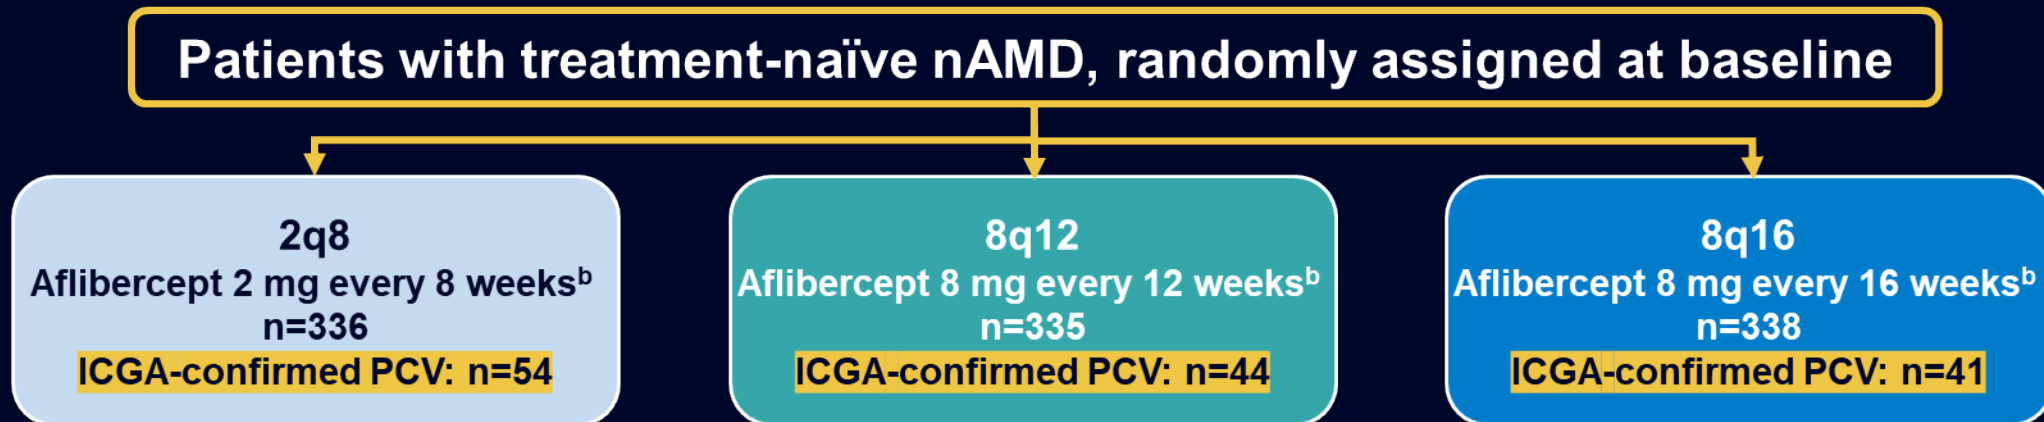 Patients with treatment-naïve nAMD, randomly assigned at baseline
2q8
Aflibercept 2 mg every 8 weeksᵇ
n=336
ICGA-confirmed PCV: n=54
8q12
Aflibercept 8 mg every 12 weeksᵇ
n=335
ICGA-confirmed PCV: n=44
8q16
Aflibercept 8 mg every 16 weeksᵇ
n=338
ICGA-confirmed PCV: n=41